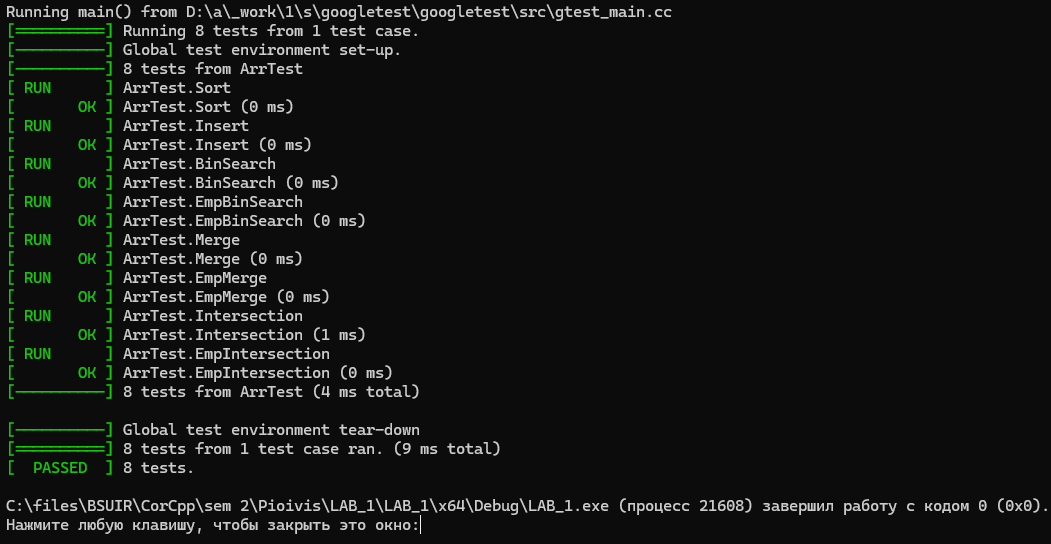 Running main() from D:\a\_work\1\s\googletest\googletest\src\gtest_main.cc
[==========] Running 8 tests from 1 test case.
[----------] Global test environment set-up.
[----------] 8 tests from ArrTest
[ RUN      ] ArrTest.Sort
[       OK ] ArrTest.Sort (0 ms)
[ RUN      ] ArrTest.Insert
[       OK ] ArrTest.Insert (0 ms)
[ RUN      ] ArrTest.BinSearch
[       OK ] ArrTest.BinSearch (0 ms)
[ RUN      ] ArrTest.EmpBinSearch
[       OK ] ArrTest.EmpBinSearch (0 ms)
[ RUN      ] ArrTest.Merge
[       OK ] ArrTest.Merge (0 ms)
[ RUN      ] ArrTest.EmpMerge
[       OK ] ArrTest.EmpMerge (0 ms)
[ RUN      ] ArrTest.Intersection
[       OK ] ArrTest.Intersection (1 ms)
[ RUN      ] ArrTest.EmpIntersection
[       OK ] ArrTest.EmpIntersection (0 ms)
[----------] 8 tests from ArrTest (4 ms total)
[----------] Global test environment tear-down
[==========] 8 tests from 1 test case ran. (9 ms total)
[  PASSED  ] 8 tests.
C:\files\BSUIR\CorCpp\sem 2\Pioivis\LAB_1\LAB_1\x64\Debug\LAB_1.exe (процесс 21608) завершил работу с кодом 0 (0x0).
Нажмите любую клавишу, чтобы закрыть это окно: